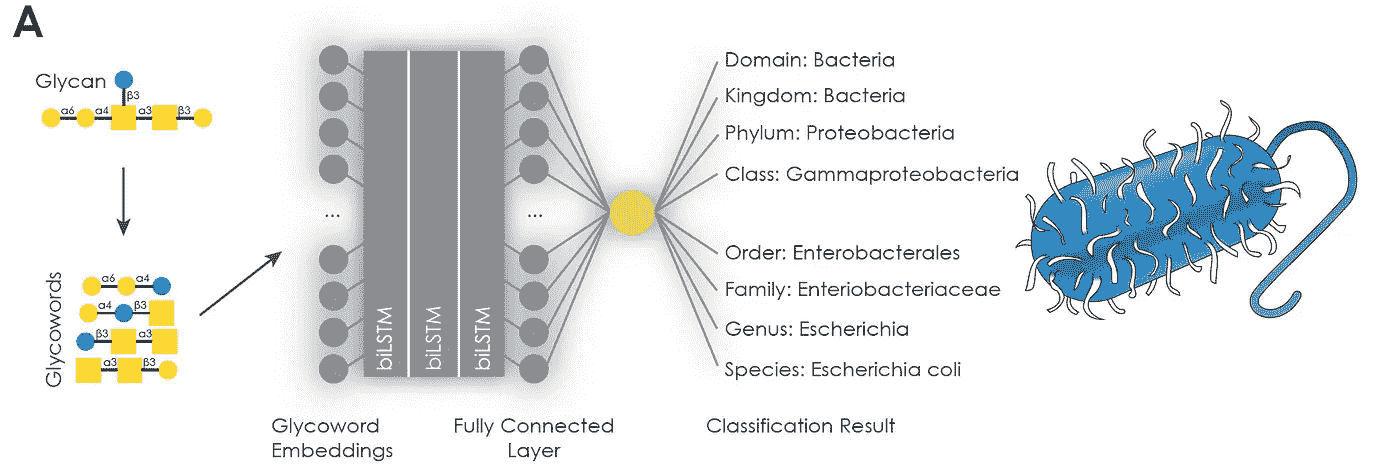 A
Glycan
β3
α6 α4 α3 β3
Glycowords
α6 α4
α4 β3
β3 α3
α3 β3
...
biLSTM
biLSTM
biLSTM
...
Domain: Bacteria
Kingdom: Bacteria
Phylum: Proteobacteria
Class: Gammaproteobacteria
Order: Enterobacterales
Family: Enteriobacteriaceae
Genus: Escherichia
Species: Escherichia coli
Glycoword
Embeddings
Fully Connected
Layer
Classification Result